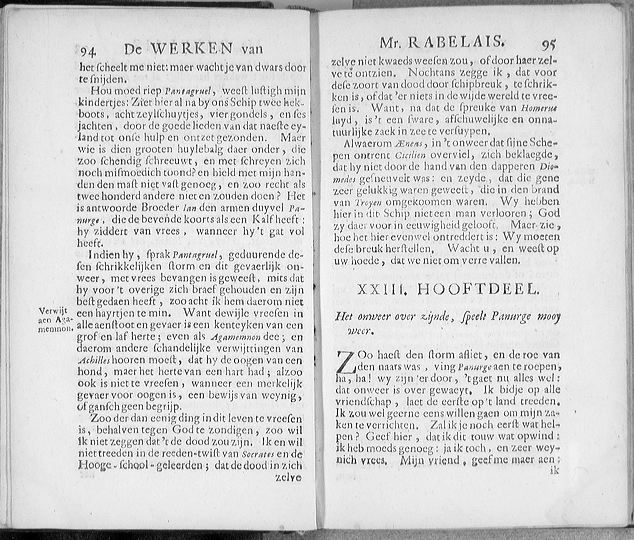 94 De WERKEN van
het scheelt me niet: maer wacht je van dwars door
te snijden.
Hou moed riep Pantagruel, weest lustigh mijn
kindertjes: Zier hier al na by ons Schip twee hek-
boots, acht zeylschuytjes, vier gondels, en ses
jachten, door de goede lieden van dat naeste ey-
land tot onse hulp en ontzet gezonden. Maer
wie is dien grooten huylebalg daer onder, die
zoo schendig schreeuwt, en met schreyen zich
noch mismoedich toond? en hield met mijn han-
den den mast niet vast genoeg, en zoo recht als
twee honderd andere niet en zouden doen? Het
is antwoorde Broeder Ian den armen duyvel Pa-
nurge, die de bevende koorts als een Kalf heeft:
hy ziddert van vrees, wanneer hy 't gat vol
heeft.
Indien hy, sprak Pantagruel, geduurende de-
sen schrikkelijken storm en dit gevaerlijk on-
weer, met vrees bevangen is geweest, mits dat
hy voor 't overige zich braef gehouden en zijn
best gedaen heeft, zoo acht ik hem daerom niet
een hayrtjen te min. Want dewijle vreesen in
alle aenstoot en gevaer is een kenteyken van een
grof en laf herte; even als Agamemnon dee; en
daerom andere schandelijke verwijtringen van
Achilles hooren moest, dat hy de oogen van een
hond, maer het herte van een hart had; alzoo
ook is niet te vreesen, wanneer een merkelijk
gevaer voor oogen is, een bewijs van weynig,
of gansch geen begrijp.
Zoo der dan eenig ding in dit leven te vreesen
is, behalven tegen God te zondigen, zoo wil
ik niet zeggen dat 't de dood zou zijn. Ik en wil
niet treeden in de reeden-twist van Socrates en de
Hooge-school-geleerden; dat de dood in zich
zelve
Verwijt
aen Aga-
memnon.
Mr. RABELAIS. 95
zelve niet kwaeds weesen zou, of door haer zel-
ve te ontzien. Nochtans zegge ik, dat voor
dese zoort van dood door schipbreuk, te schrik-
ken is, of dat 'er niets in de wijde wereld te vree-
sen is. Want, na dat de spreuke van Homerus
luyd, is 't een sware, afschuwelijke en onna-
tuurlijke zaek in zee te versuypen.
Alwaerom Æneas, in 't onweer dat sijne Sche-
pen ontrent Cicilien overviel, zich beklaegde,
dat hy niet door de hand van den dapperen Dio-
medes gesneuvelt was: en zeyde, dat die gene
zeer gelukkig waren geweest, die in den brand
van Troyen omgekoomen waren. Wy hebben
hier in dit Schip niet een man verlooren; God
zy daer voor in eeuwigheid gelooft. Maer zie,
hoe het hier evenwel ontreddert is: Wy moeten
dese breuk herstellen. Wacht u, en weest op
uw hoede, dat we niet om verre vallen.
XXIII. HOOFTDEEL.
Het onweer over zijnde, speelt Panurge mooy
weer.
ZOo haest den storm afliet, en de roe van
den naars was, ving Panurge aen te roepen,
ha, ha! wy zijn 'er door, 't gaet nu alles wel:
dat onweer is over gewaeyt. Ik bidje op alle
vriendschap, laet de eerste op 't land treeden.
Ik zou wel geerne eens willen gaen om mijn za-
ken te verrichten. Zal ik je noch eerst wat hel-
pen? Geef hier, dat ik dit touw wat opwind:
ik heb moeds genoeg: ja ik toch, en zeer wey-
nich vrees. Mijn vriend, geef me maer aen:
ik